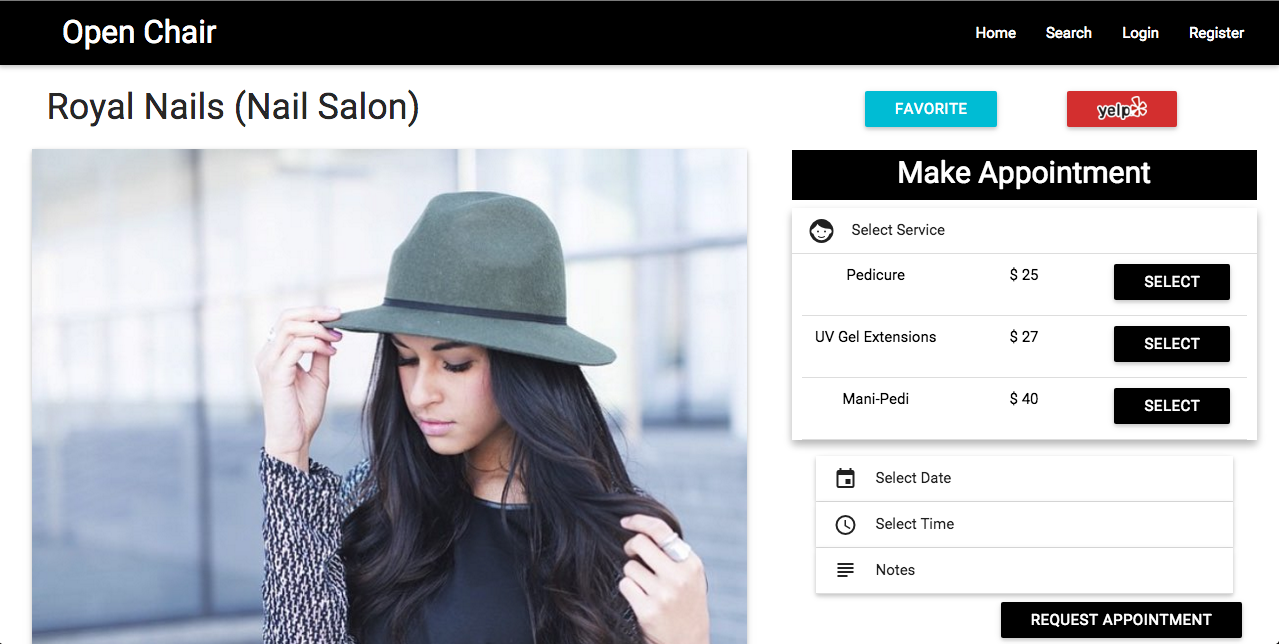 Open Chair
Home Search Login Register
Royal Nails (Nail Salon)
FAVORITE
yelp
Make Appointment
Select Service
Pedicure $ 25 SELECT
UV Gel Extensions $ 27 SELECT
Mani-Pedi $ 40 SELECT
Select Date
Select Time
Notes
REQUEST APPOINTMENT